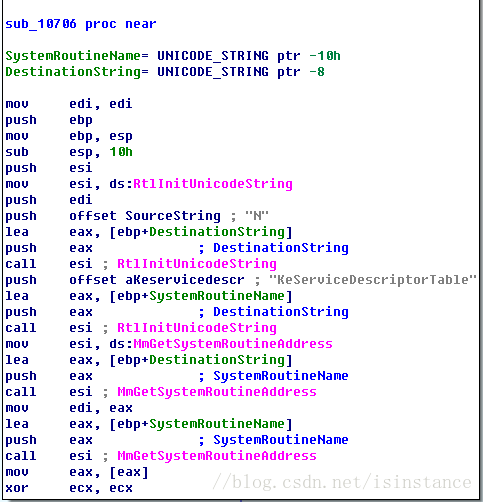 sub_10706 proc near
SystemRoutineName= UNICODE_STRING ptr -10h
DestinationString= UNICODE_STRING ptr -8
mov edi, edi
push ebp
mov ebp, esp
sub esp, 10h
push esi
mov esi, ds:RtlInitUnicodeString
push edi
push offset SourceString ; "N"
lea eax, [ebp+DestinationString]
push eax ; DestinationString
call esi ; RtlInitUnicodeString
push offset aKeservicedescr ; "KeServiceDescriptorTable"
lea eax, [ebp+SystemRoutineName]
push eax ; DestinationString
call esi ; RtlInitUnicodeString
mov esi, ds:MmGetSystemRoutineAddress
lea eax, [ebp+DestinationString]
push eax ; SystemRoutineName
call esi ; MmGetSystemRoutineAddress
mov edi, eax
lea eax, [ebp+SystemRoutineName]
push eax ; SystemRoutineName
call esi ; MmGetSystemRoutineAddress
mov eax, [eax]
xor ecx, ecx
//blog.csdn.net/isinstance